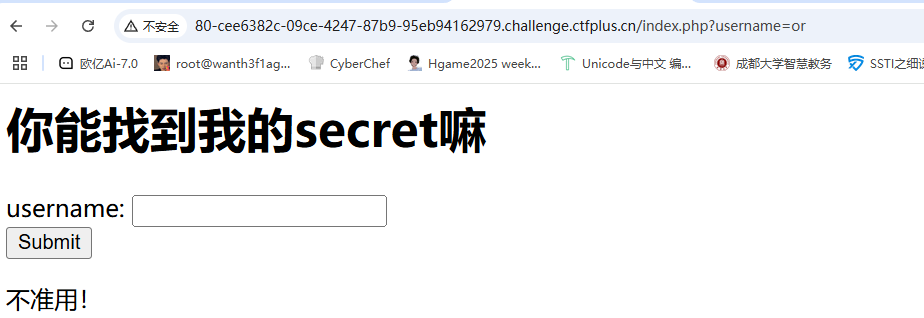 不安全 80-cee6382c-09ce-4247-87b9-95eb94162979.challenge.ctfplus.cn/index.php?username=or
欧亿Ai-7.0 root@wanth3f1ag... CyberChef Hgame2025 week... Unicode与中文 编... 成都大学智慧教务 SSTI之细
你能找到我的secret嘛
username:
Submit
不准用!